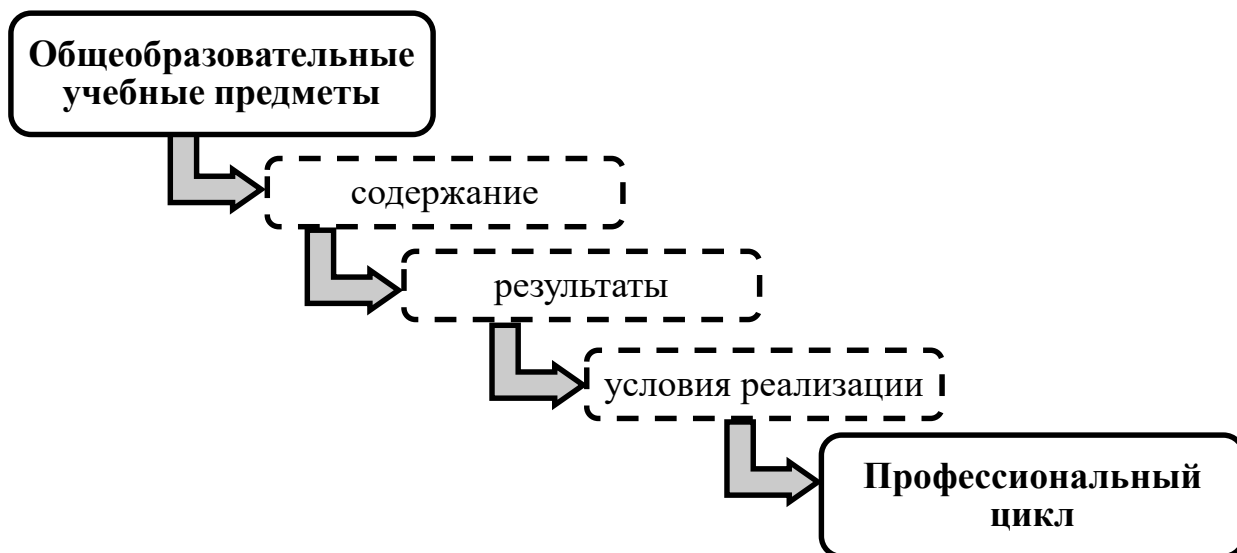 Общеобразовательные
учебные предметы
содержание
результаты
условия реализации
Профессиональный
цикл